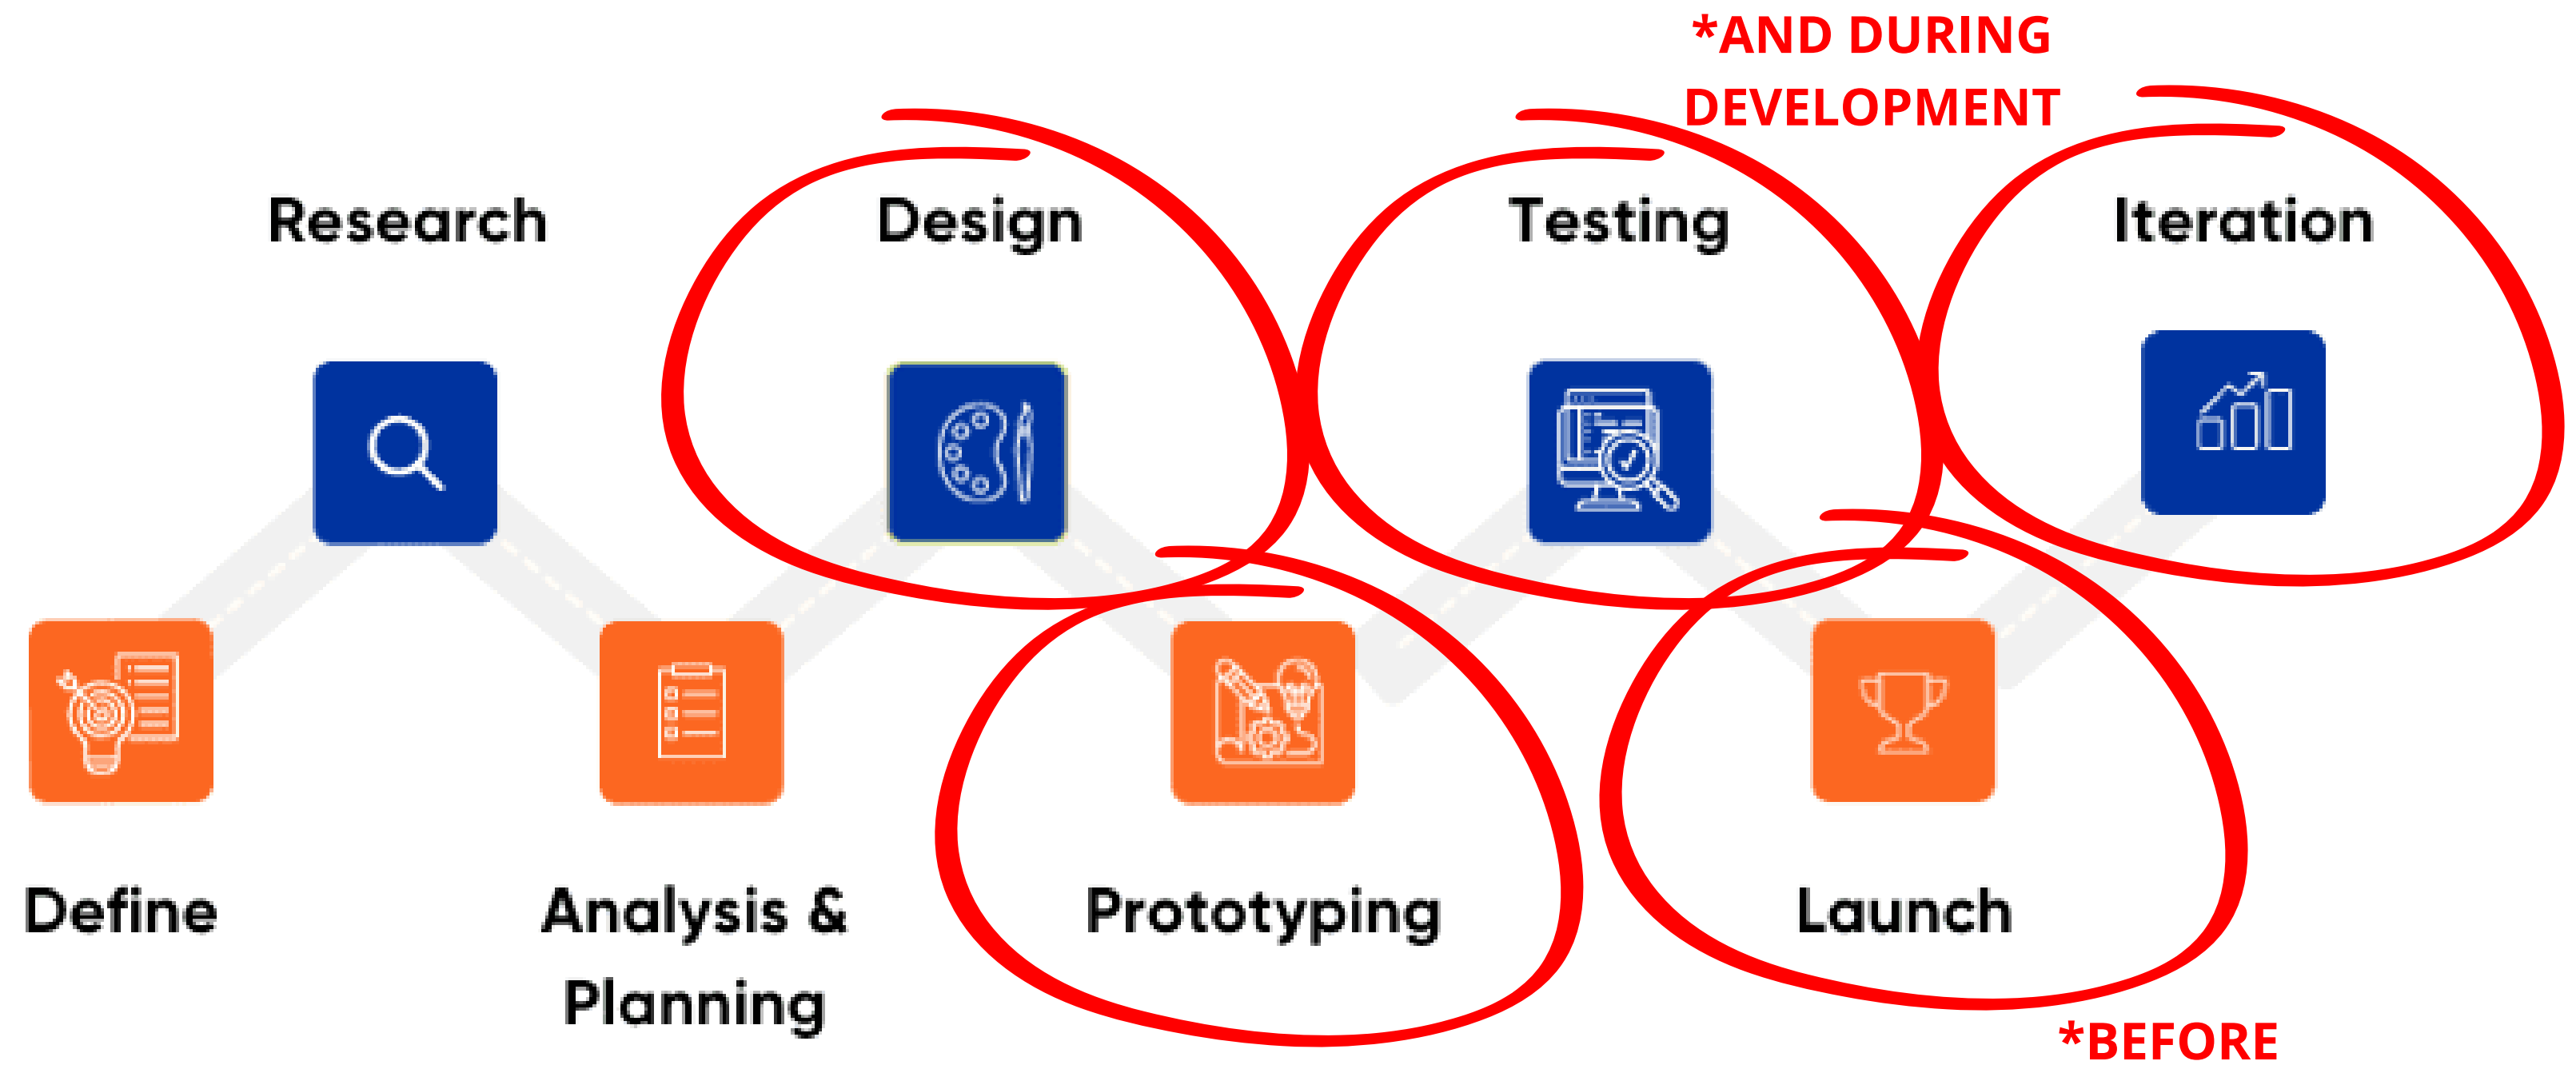 *AND DURING
DEVELOPMENT
Research
Design
Testing
Iteration
Define
Analysis &
Planning
Prototyping
Launch
*BEFORE